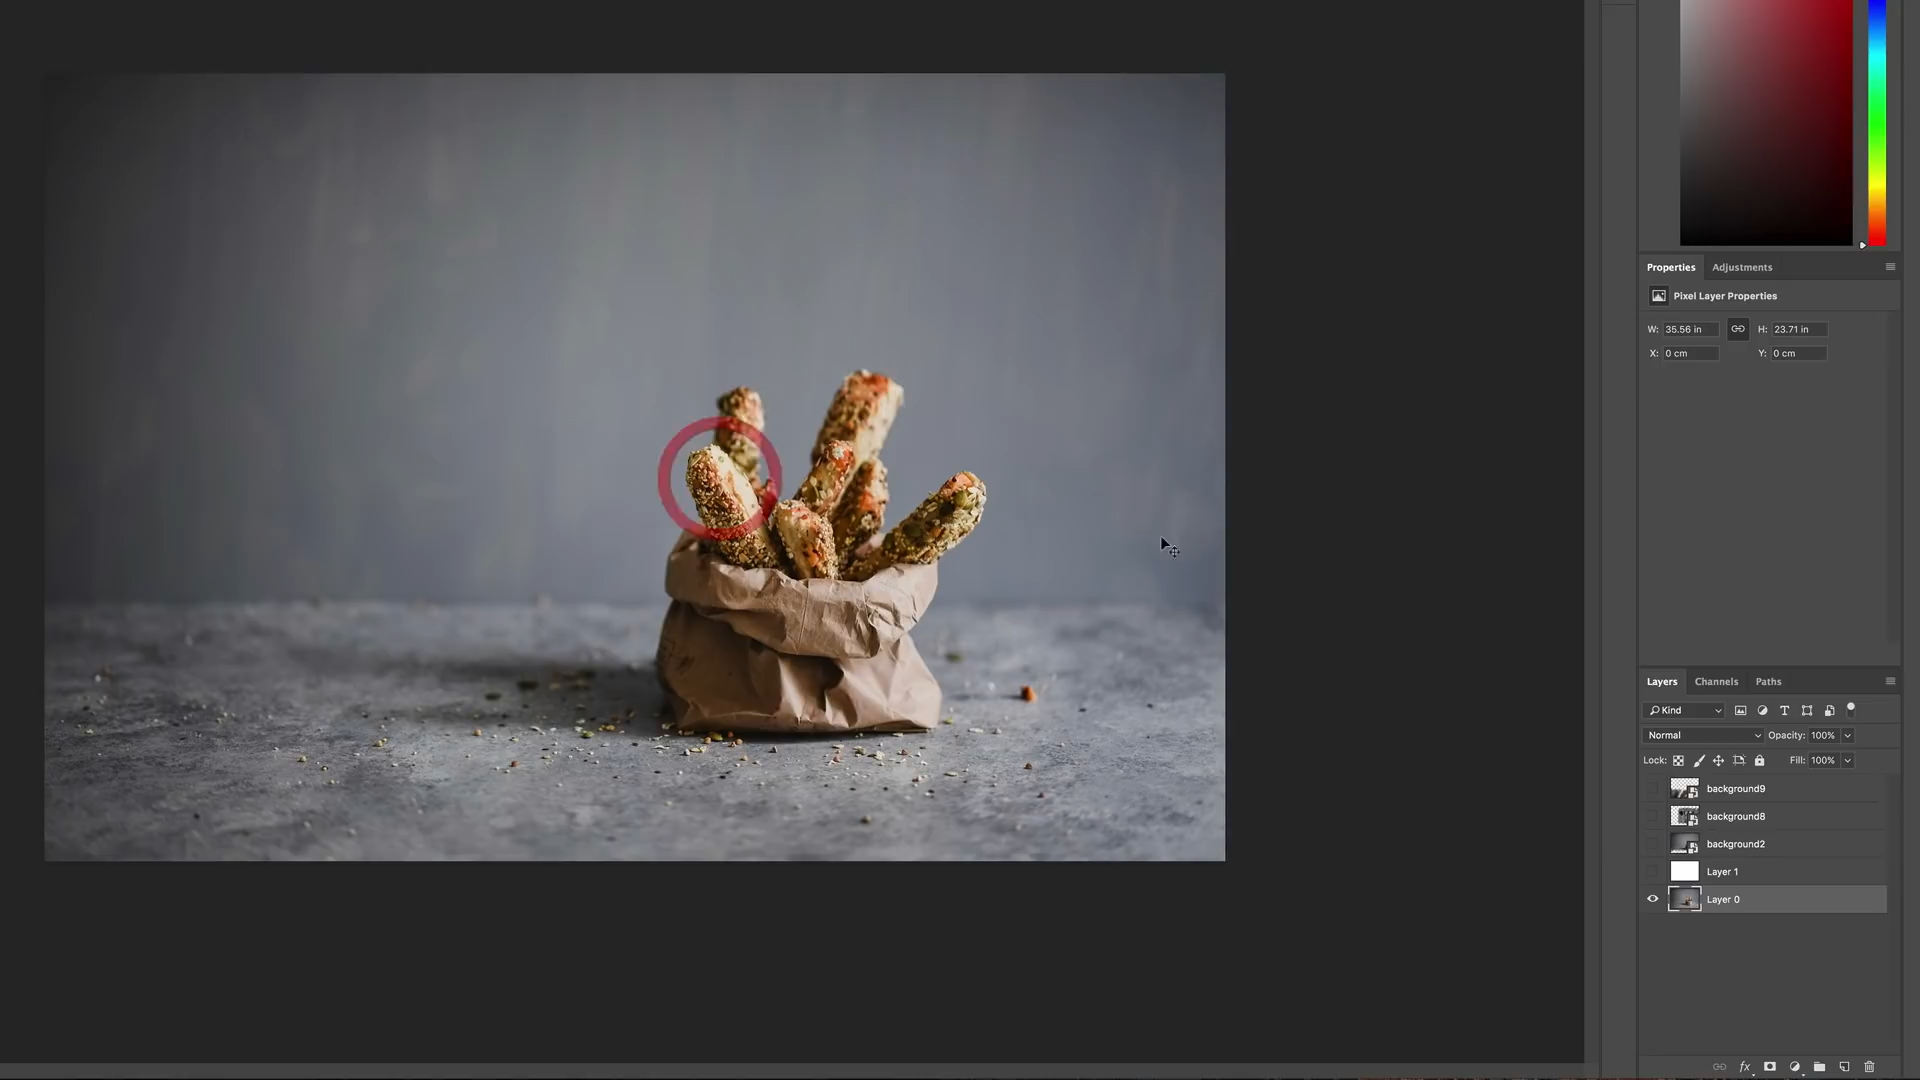 Properties Adjustments
Pixel Layer Properties
W: 35.56 in H: 23.71 in
X: 0 cm Y: 0 cm
Layers Channels Paths
Kind
Normal Opacity: 100%
Lock: Fill: 100%
background9
background8
background2
Layer 1
Layer 0
fx